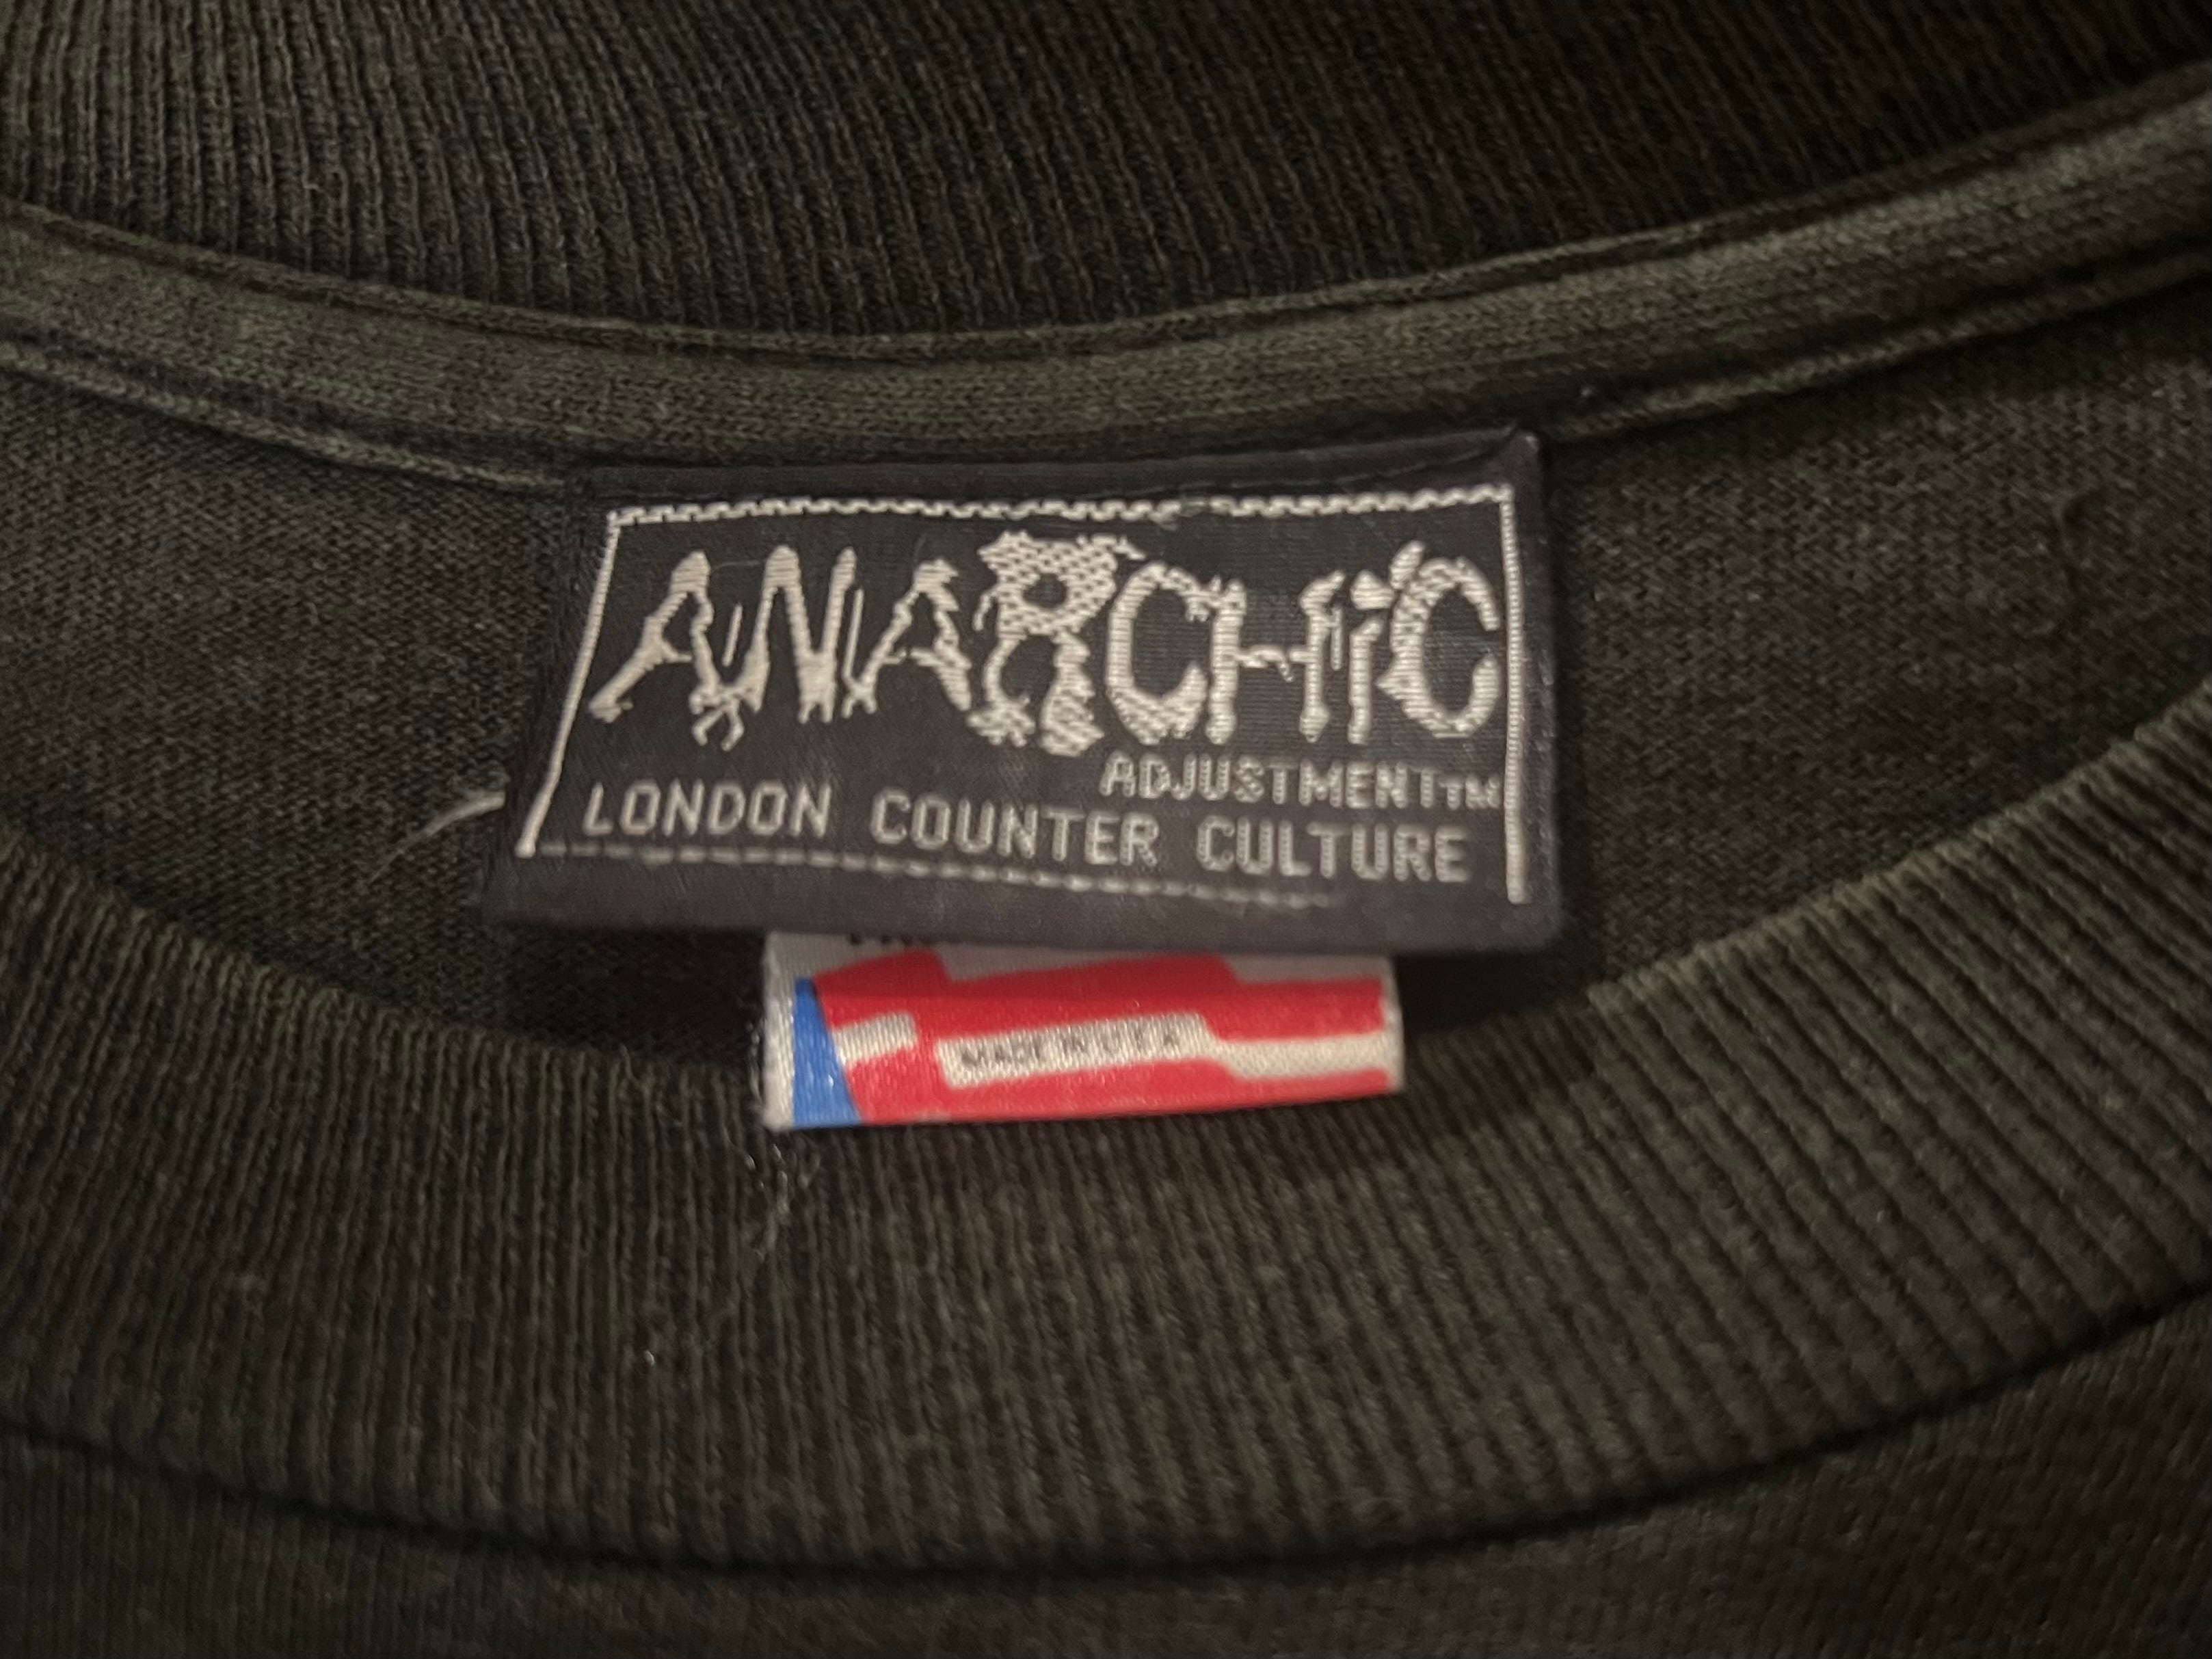 ANARCHiC
ADJUSTMENT™
LONDON COUNTER CULTURE
MADE IN U.S.A.